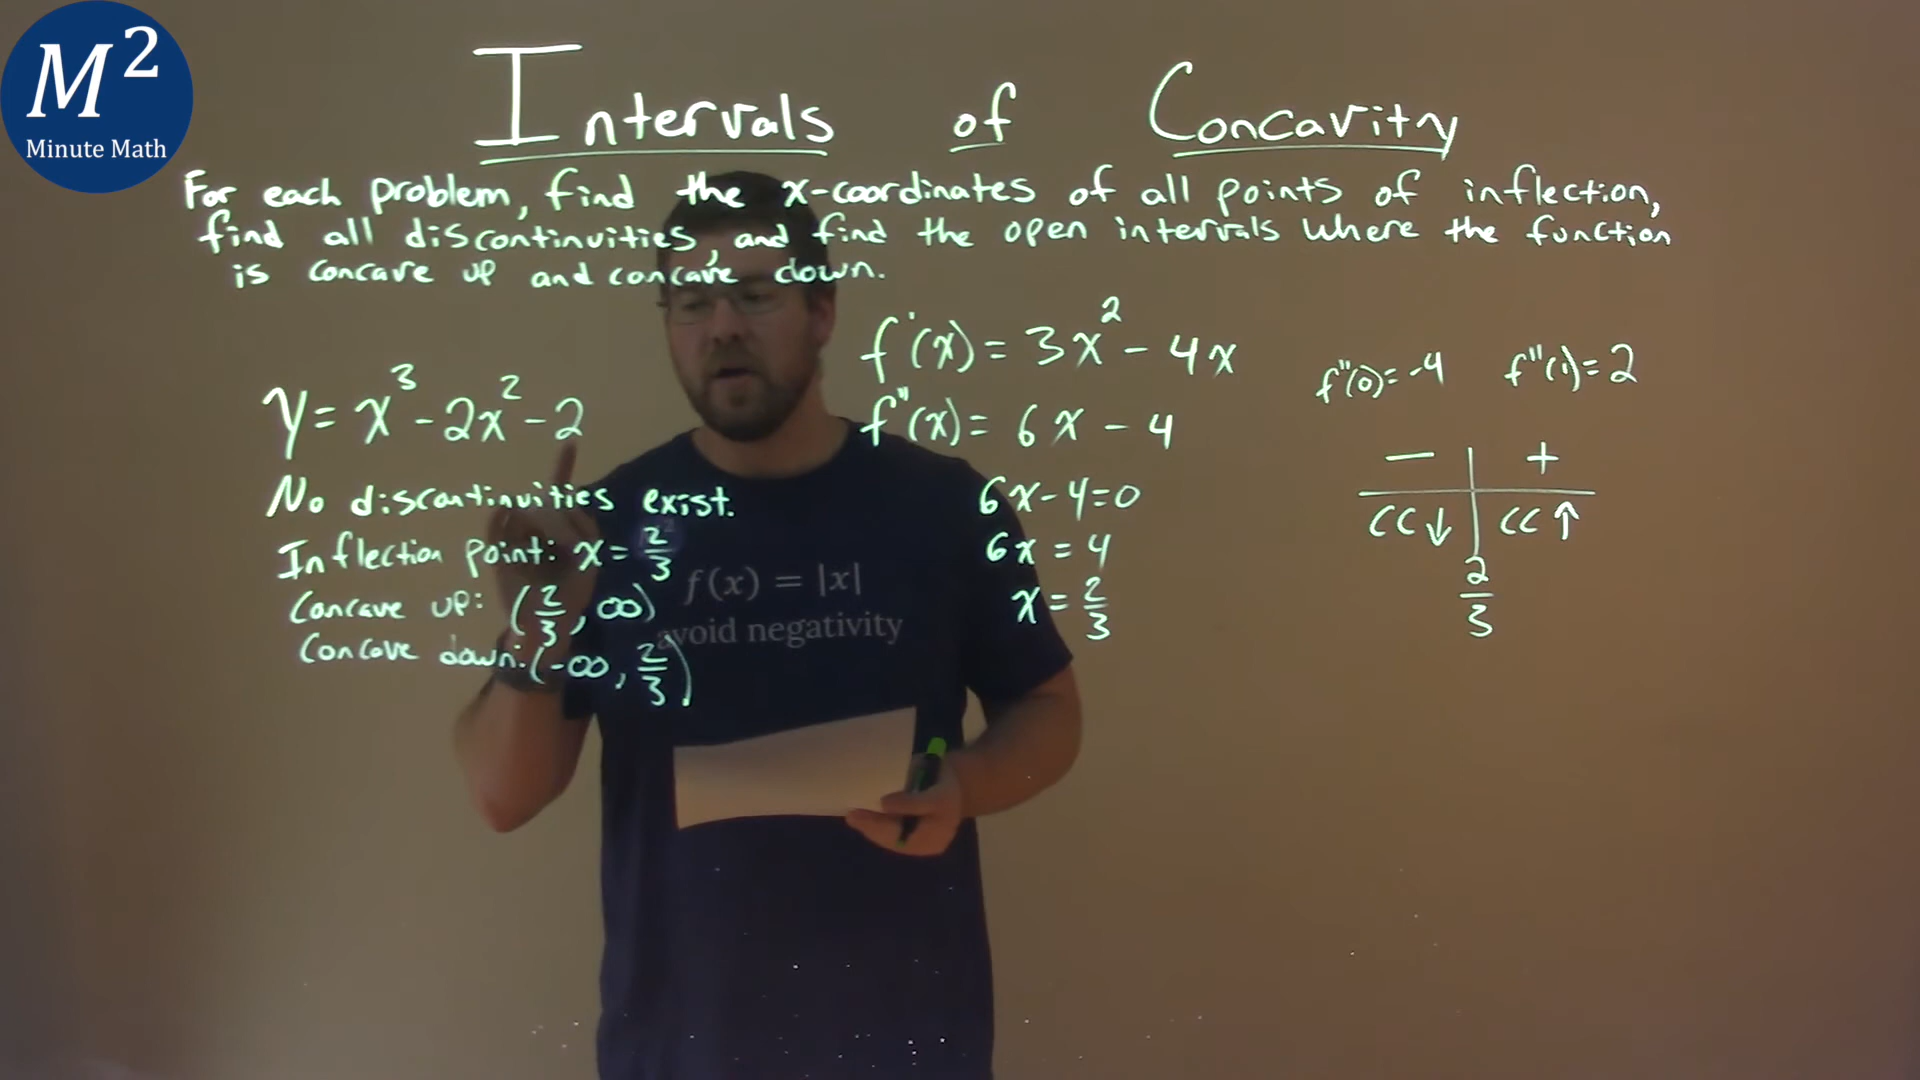 M²
Minute Math
Intervals of Concavity
For each problem, find the x-coordinates of all points of inflection,
find all discontinuities, and find the open intervals where the function
is concave up and concave down.
y = x³ - 2x² - 2
No discontinuities exist.
Inflection point: x = 2/3
Concave up: (2/3, ∞)
Concave down: (-∞, 2/3)
f'(x) = 3x² - 4x
f''(x) = 6x - 4
6x - 4 = 0
6x = 4
x = 2/3
f''(0) = -4 f''(1) = 2
- +
CC↓ CC↑
2/3
f(x) = |x|
avoid negativity